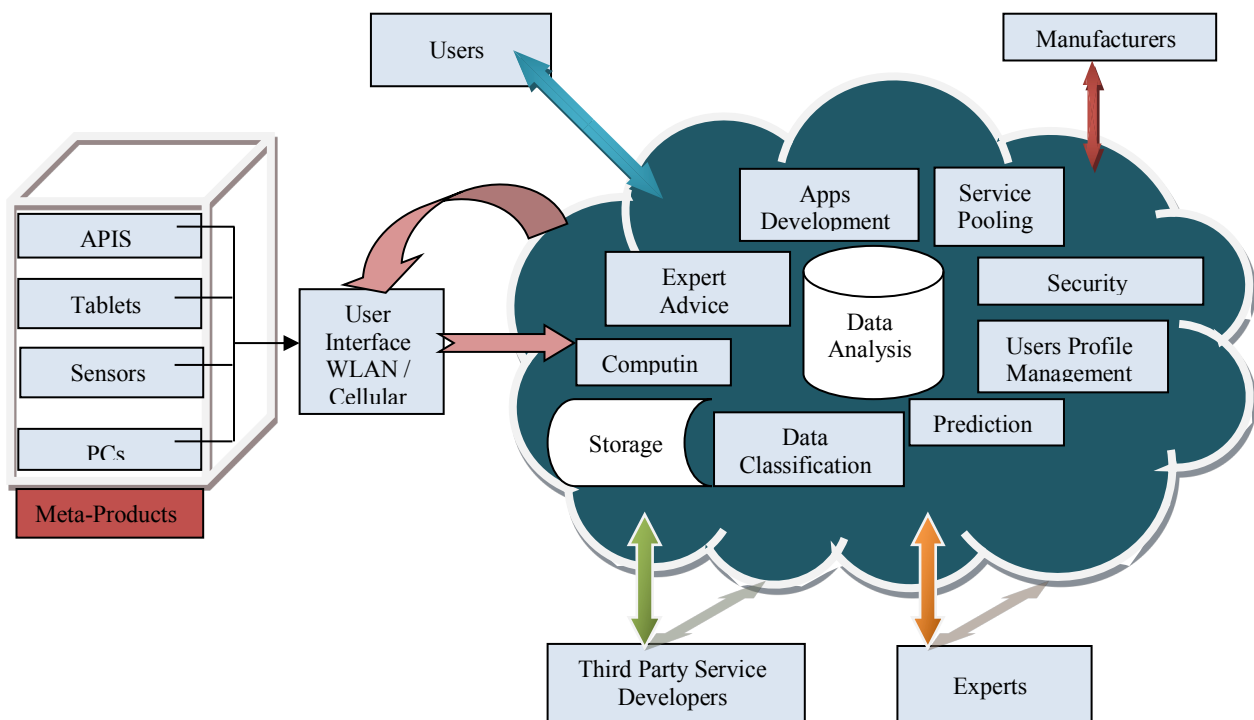 Users
Manufacturers
APIS
Tablets
Sensors
PCs
Meta-Products
User
Interface
WLAN /
Cellular
Apps
Development
Service
Pooling
Expert
Advice
Security
Data
Analysis
Users Profile
Management
Computin
Prediction
Storage
Data
Classification
Third Party Service
Developers
Experts